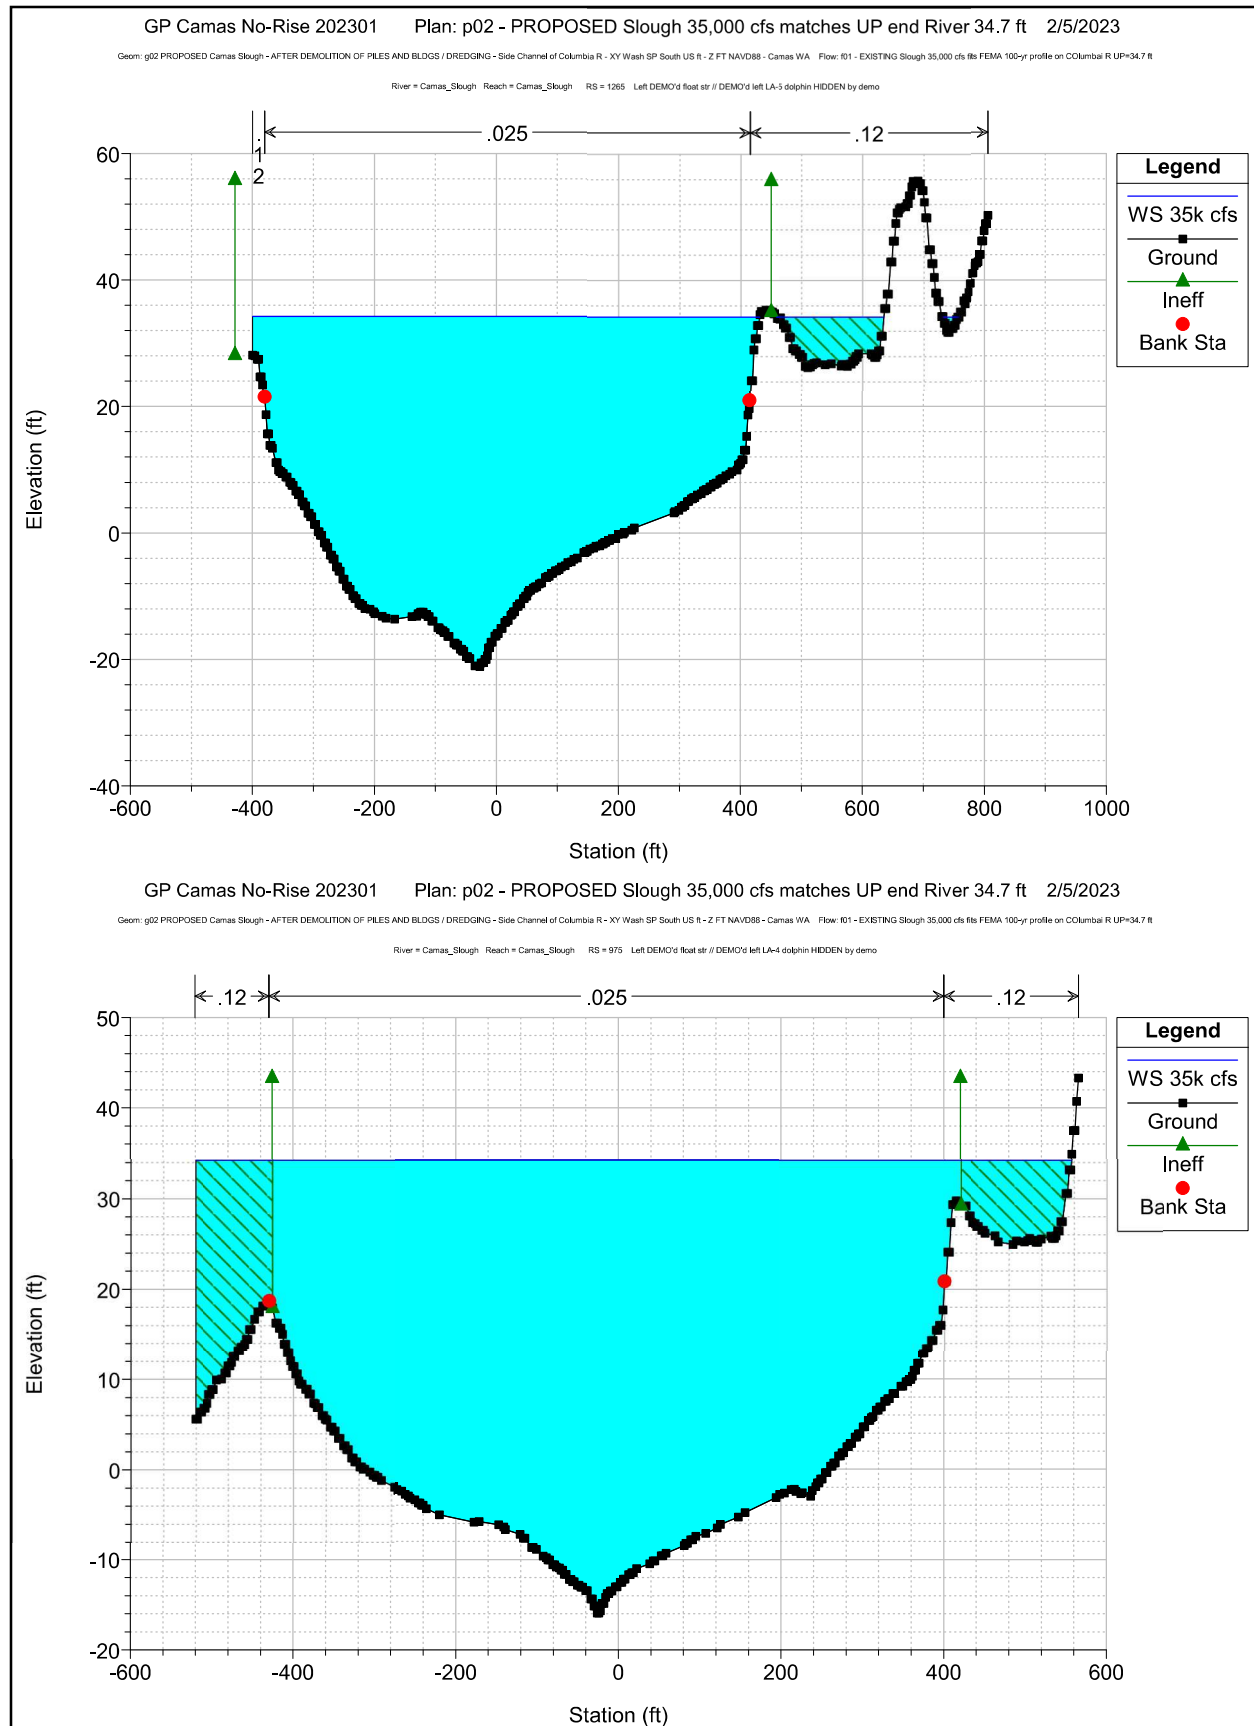 GP Camas No-Rise 202301 Plan: p02 - PROPOSED Slough 35,000 cfs matches UP end River 34.7 ft 2/5/2023
Geom: g02 PROPOSED Camas Slough - AFTER DEMOLITION OF PILES AND BLDGS / DREDGING - Side Channel of Columbia R - XY Wash SP South US ft - Z FT NAVD88 - Camas WA Flow: f01 - EXISTING Slough 35,000 cfs fits FEMA 100-yr profile on COlumbai R UP=34.7 ft
River = Camas_Slough Reach = Camas_Slough RS = 1265 Left DEMO'd float str // DEMO'd left LA-5 dolphin HIDDEN by demo
.12 .025 .12
60
40
20
0
-20
-40
Elevation (ft)
-600 -400 -200 0 200 400 600 800 1000
Station (ft)
Legend
WS 35k cfs
Ground
Ineff
Bank Sta
GP Camas No-Rise 202301 Plan: p02 - PROPOSED Slough 35,000 cfs matches UP end River 34.7 ft 2/5/2023
Geom: g02 PROPOSED Camas Slough - AFTER DEMOLITION OF PILES AND BLDGS / DREDGING - Side Channel of Columbia R - XY Wash SP South US ft - Z FT NAVD88 - Camas WA Flow: f01 - EXISTING Slough 35,000 cfs fits FEMA 100-yr profile on COlumbai R UP=34.7 ft
River = Camas_Slough Reach = Camas_Slough RS = 975 Left DEMO'd float str // DEMO'd left LA-4 dolphin HIDDEN by demo
.12 .025 .12
50
40
30
20
10
0
-10
-20
Elevation (ft)
-600 -400 -200 0 200 400 600
Station (ft)
Legend
WS 35k cfs
Ground
Ineff
Bank Sta